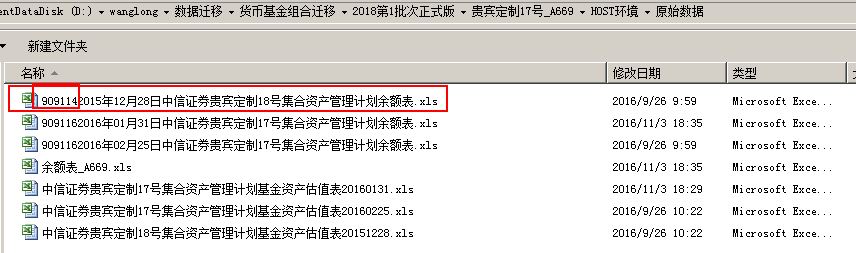 entDataDisk (D:) ▾ wanglong ▾ 数据迁移 ▾ 货币基金组合迁移 ▾ 2018第1批次正式版 ▾ 贵宾定制17号_A669 ▾ HOST环境 ▾ 原始数据
新建文件夹
名称 修改日期 类型
9091142015年12月28日中信证券贵宾定制18号集合资产管理计划余额表.xls 2016/9/26 9:59 Microsoft Exce...
9091162016年01月31日中信证券贵宾定制17号集合资产管理计划余额表.xls 2016/11/3 18:35 Microsoft Exce...
9091162016年02月25日中信证券贵宾定制17号集合资产管理计划余额表.xls 2016/9/26 9:59 Microsoft Exce...
余额表_A669.xls 2016/11/3 18:35 Microsoft Exce...
中信证券贵宾定制17号集合资产管理计划基金资产估值表20160131.xls 2016/11/3 18:29 Microsoft Exce...
中信证券贵宾定制17号集合资产管理计划基金资产估值表20160225.xls 2016/9/26 10:22 Microsoft Exce...
中信证券贵宾定制18号集合资产管理计划基金资产估值表20151228.xls 2016/9/26 10:22 Microsoft Exce...